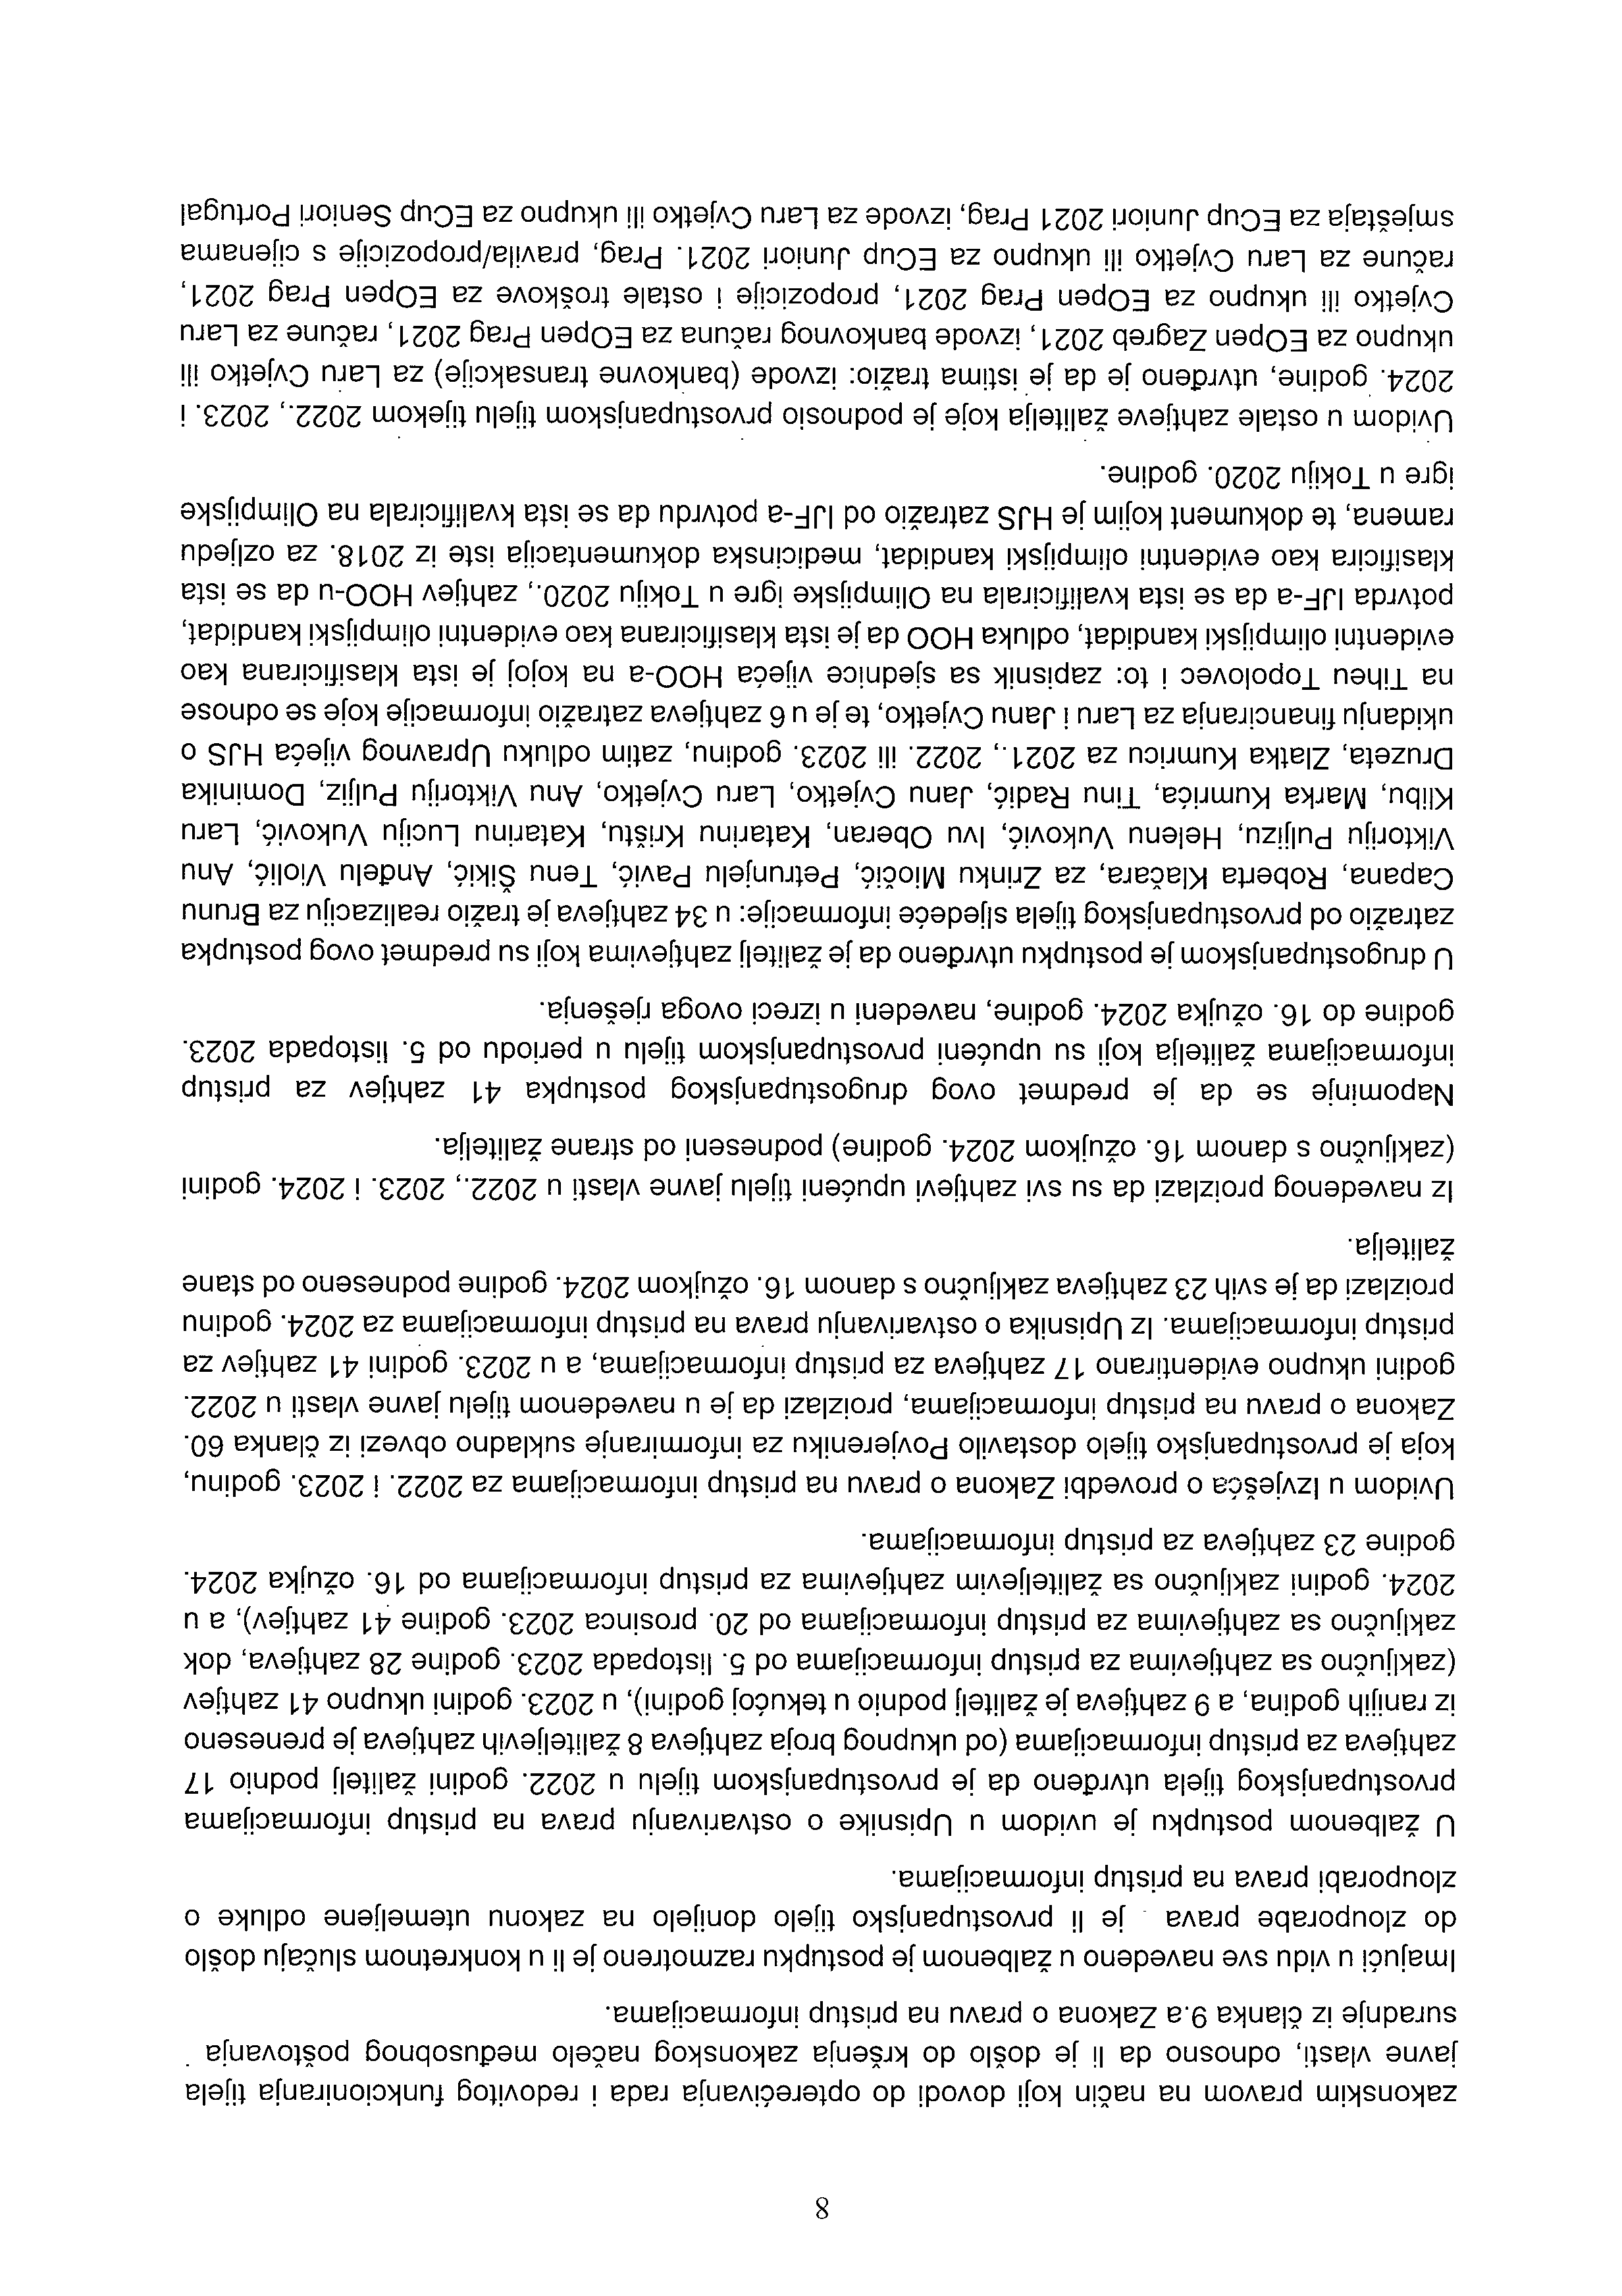 8
zakonskim pravom na način koji dovodi do opterećivanja rada i redovitog funkcioniranja tijela
javne vlasti, odnosno da li je došlo do kršenja zakonskog načelo međusobnog poštovanja
suradnje iz članka 9.a Zakona o pravu na pristup informacijama.
Imajući u vidu sve navedeno u žalbenom je postupku razmotreno je li u konkretnom slučaju došlo
do zlouporabe prava je li prvostupanjsko tijelo donijelo na zakonu utemeljene odluke o
zlouporabi prava na pristup informacijama.
U žalbenom postupku je uvidom u Upisnike o ostvarivanju prava na pristup informacijama
prvostupanjskog tijela utvrđeno da je prvostupanjskom tijelu u 2022. godini žalitelj podnio 17
zahtjeva za pristup informacijama (od ukupnog broja zahtjeva 8 žaliteljevih zahtjeva je preneseno
iz ranijih godina, a 9 zahtjeva je žalitelj podnio u tekućoj godini), u 2023. godini ukupno 41 zahtjev
(zaključno sa zahtjevima za pristup informacijama od 5. listopada 2023. godine 28 zahtjeva, dok
zaključno sa zahtjevima za pristup informacijama od 20. prosinca 2023. godine 41 zahtjev), a u
2024. godini zaključno sa žaliteljevim zahtjevima za pristup informacijama od 16. ožujka 2024.
godine 23 zahtjeva za pristup informacijama.
Uvidom u Izvješća o provedbi Zakona o pravu na pristup informacijama za 2022. i 2023. godinu,
koja je prvostupanjsko tijelo dostavilo Povjereniku za informiranje sukladno obvezi iz članka 60.
Zakona o pravu na pristup informacijama, proizlazi da je u navedenom tijelu javne vlasti u 2022.
godini ukupno evidentirano 17 zahtjeva za pristup informacijama, a u 2023. godini 41 zahtjev za
pristup informacijama. Iz Upisnika o ostvarivanju prava na pristup informacijama za 2024. godinu
proizlazi da je svih 23 zahtjeva zaključno s danom 16. ožujkom 2024. godine podneseno od stane
žalitelja.
Iz navedenog proizlazi da su svi zahtjevi upućeni tijelu javne vlasti u 2022., 2023. i 2024. godini
(zaključno s danom 16. ožujkom 2024. godine) podneseni od strane žalitelja.
Napominje se da je predmet ovog drugostupanjskog postupka 41 zahtjev za pristup
informacijama žalitelja koji su upućeni prvostupanjskom tijelu u periodu od 5. listopada 2023.
godine do 16. ožujka 2024. godine, navedeni u izreci ovoga rješenja.
U drugostupanjskom je postupku utvrđeno da je žalitelj zahtjevima koji su predmet ovog postupka
zatražio od prvostupanjskog tijela sljedeće informacije: u 34 zahtjeva je tražio realizaciju za Brunu
Capana, Roberta Klačara, za Zrinku Miočić, Petrunjelu Pavić, Tenu Šikić, Anđelu Violić, Anu
Viktoriju Puljizu, Helenu Vuković, Ivu Oberan, Katarinu Krištu, Katarinu Luciju Vuković, Laru
Klibu, Marka Kumrića, Tinu Radić, Janu Cvjetko, Laru Cvjetko, Anu Viktoriju Puljiz, Dominika
Družeta, Zlatka Kumricu za 2021., 2022. ili 2023. godinu, zatim odluku Upravnog vijeća HJS o
ukidanju financiranja za Laru i Janu Cvjetko, te je u 6 zahtjeva zatražio informacije koje se odnose
na Tiheu Topolovec i to: zapisnik sa sjednice vijeća HOO-a na kojoj je ista klasificirana kao
evidentni olimpijski kandidat, odluka HOO da je ista klasificirana kao evidentni olimpijski kandidat,
potvrda IJF-a da se ista kvalificirala na Olimpijske igre u Tokiju 2020., zahtjev HOO-u da se ista
klasificira kao evidentni olimpijski kandidat, medicinska dokumentacija iste iz 2018. za ozljedu
ramena, te dokument kojim je HJS zatražio od IJF-a potvrdu da se ista kvalificirala na Olimpijske
igre u Tokiju 2020. godine.
Uvidom u ostale zahtjeve žalitelja koje je podnosio prvostupanjskom tijelu tijekom 2022., 2023. i
2024. godine, utvrđeno je da je istima tražio: izvode (bankovne transakcije) za Laru Cvjetko ili
ukupno za EOpen Zagreb 2021, izvode bankovnog računa za EOpen Prag 2021, račune za Laru
Cvjetko ili ukupno za EOpen Prag 2021, propozicije i ostale troškove za EOpen Prag 2021,
račune za Laru Cvjetko ili ukupno za ECup Juniori 2021. Prag, pravila/propozicije s cijenama
smještaja za ECup Juniori 2021 Prag, izvode za Laru Cvjetko ili ukupno za ECup Seniori Portugal